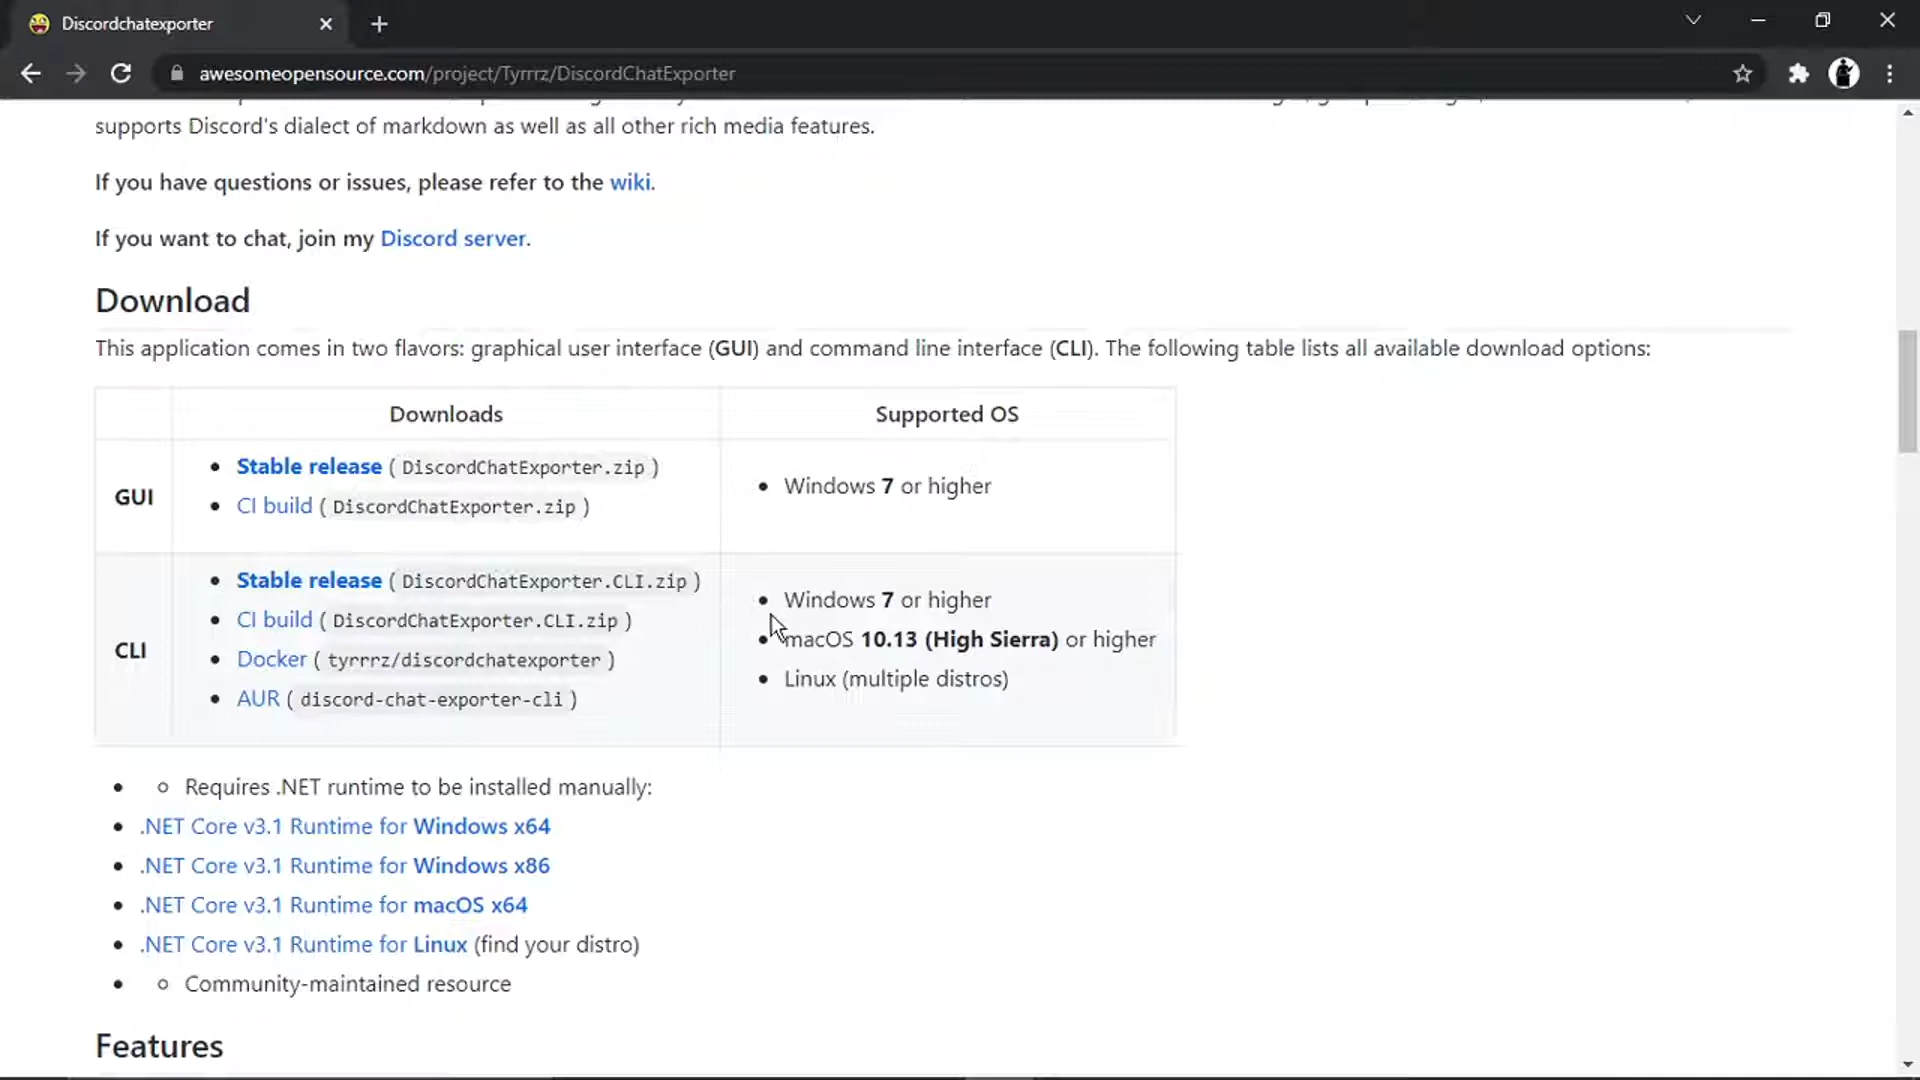 Discordchatexporter
awesomeopensource.com/project/Tyrrrz/DiscordChatExporter
supports Discord's dialect of markdown as well as all other rich media features.
If you have questions or issues, please refer to the wiki.
If you want to chat, join my Discord server.
Download
This application comes in two flavors: graphical user interface (GUI) and command line interface (CLI). The following table lists all available download options:
Downloads Supported OS
GUI
• Stable release ( DiscordChatExporter.zip )
• CI build ( DiscordChatExporter.zip )
• Windows 7 or higher
CLI
• Stable release ( DiscordChatExporter.CLI.zip )
• CI build ( DiscordChatExporter.CLI.zip )
• Docker ( tyrrrz/discordchatexporter )
• AUR ( discord-chat-exporter-cli )
• Windows 7 or higher
• macOS 10.13 (High Sierra) or higher
• Linux (multiple distros)
• ○ Requires .NET runtime to be installed manually:
• .NET Core v3.1 Runtime for Windows x64
• .NET Core v3.1 Runtime for Windows x86
• .NET Core v3.1 Runtime for macOS x64
• .NET Core v3.1 Runtime for Linux (find your distro)
• ○ Community-maintained resource
Features